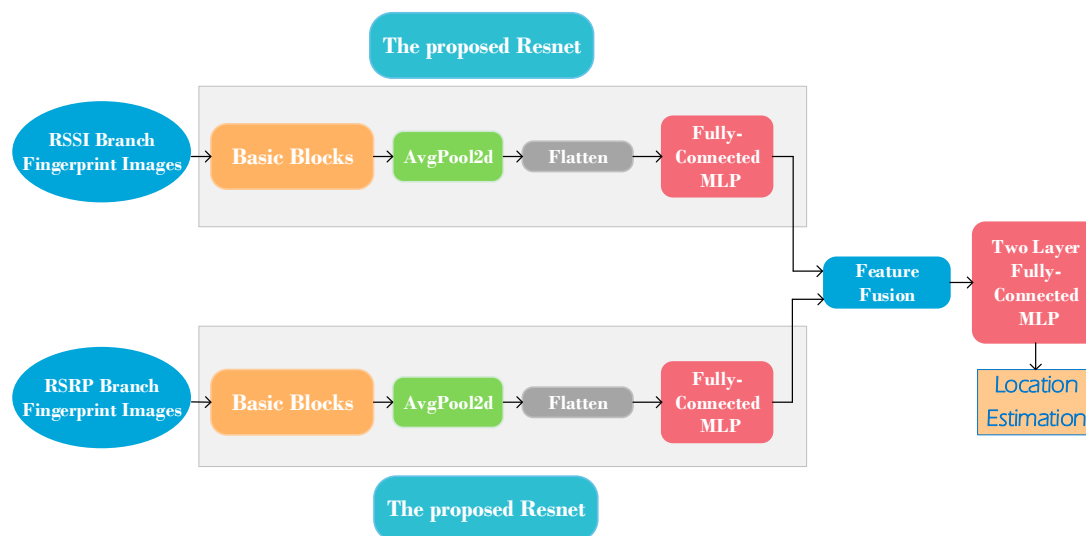 The proposed Resnet
RSSI Branch
Fingerprint Images
Basic Blocks
AvgPool2d
Flatten
Fully-
Connected
MLP
Feature
Fusion
Two Layer
Fully-
Connected
MLP
RSRP Branch
Fingerprint Images
Basic Blocks
AvgPool2d
Flatten
Fully-
Connected
MLP
Location
Estimation
The proposed Resnet